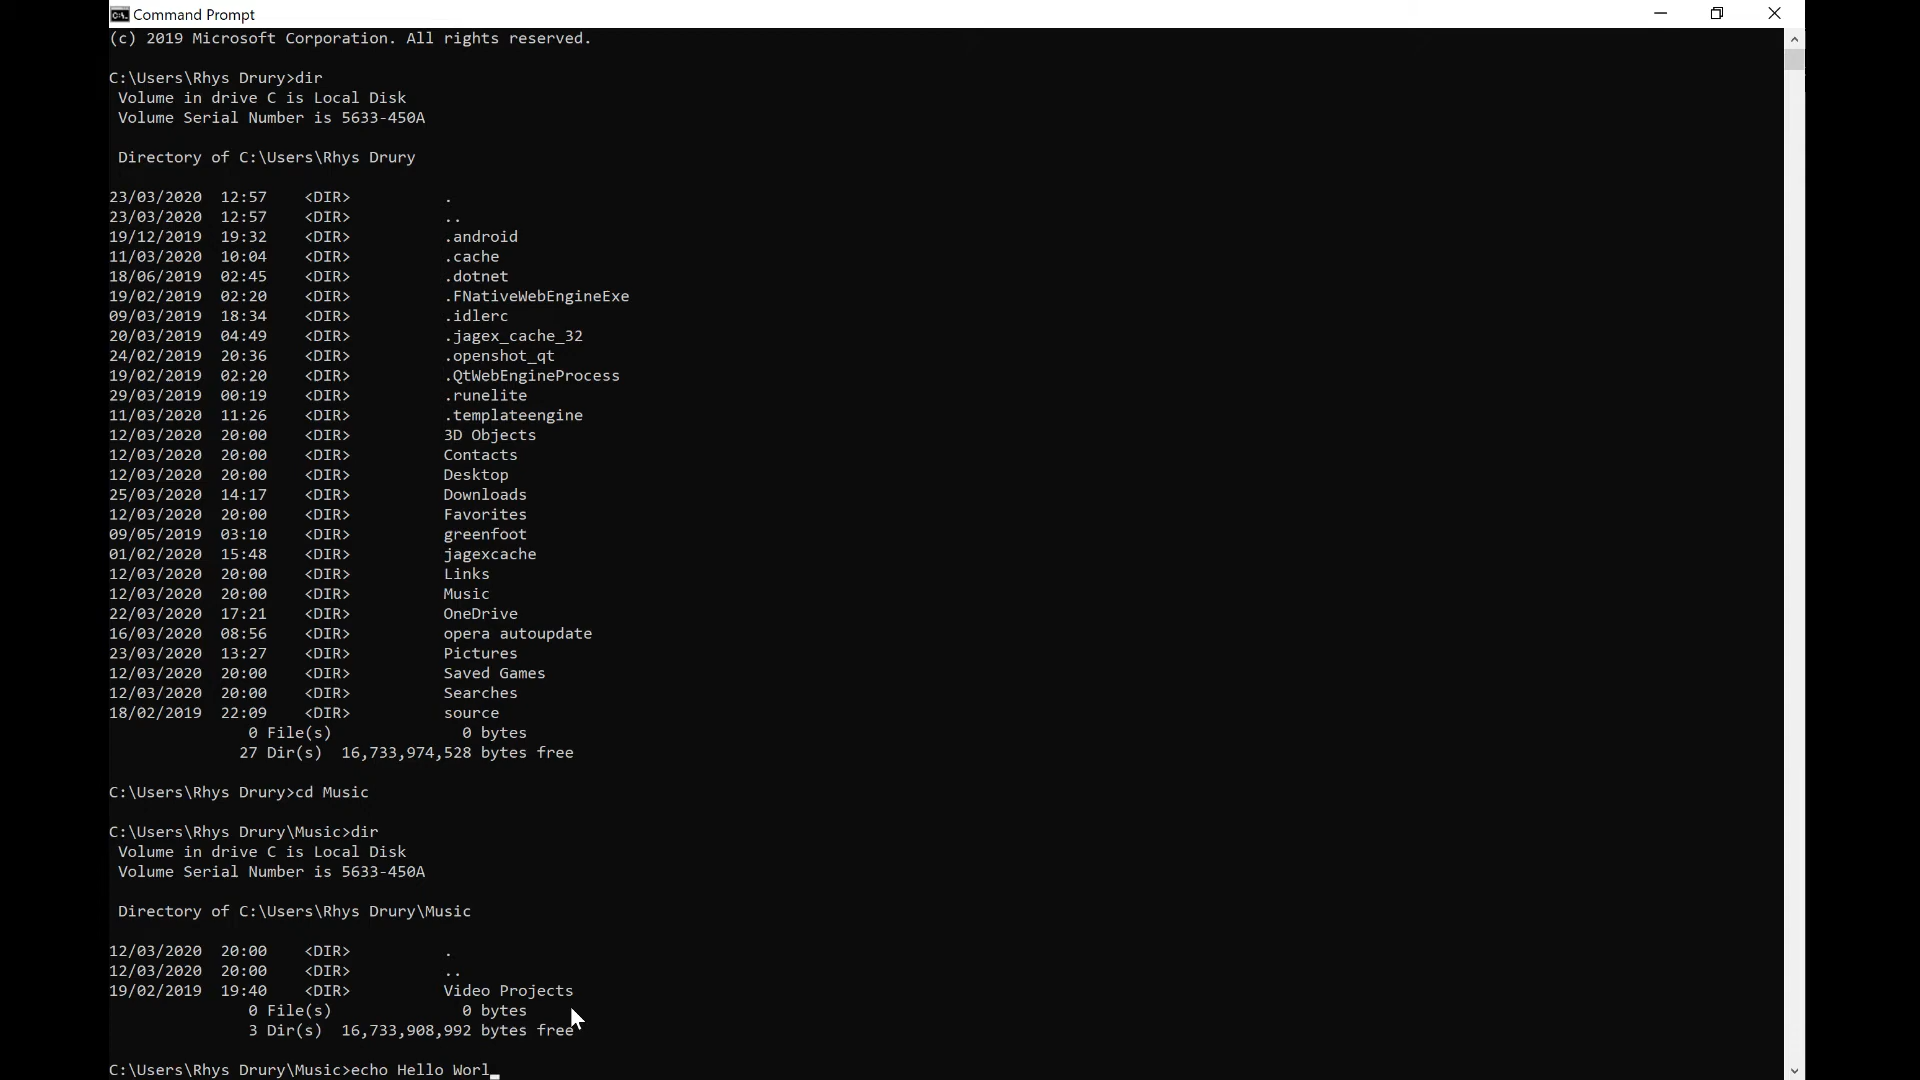 Command Prompt
(c) 2019 Microsoft Corporation. All rights reserved.
C:\Users\Rhys Drury>dir
Volume in drive C is Local Disk
Volume Serial Number is 5633-450A
Directory of C:\Users\Rhys Drury
23/03/2020 12:57 <DIR> .
23/03/2020 12:57 <DIR> ..
19/12/2019 19:32 <DIR> .android
11/03/2020 10:04 <DIR> .cache
18/06/2019 02:45 <DIR> .dotnet
19/02/2019 02:20 <DIR> .FNativeWebEngineExe
09/03/2019 18:34 <DIR> .idlerc
20/03/2019 04:49 <DIR> .jagex_cache_32
24/02/2019 20:36 <DIR> .openshot_qt
19/02/2019 02:20 <DIR> .QtWebEngineProcess
29/03/2019 00:19 <DIR> .runelite
11/03/2020 11:26 <DIR> .templateengine
12/03/2020 20:00 <DIR> 3D Objects
12/03/2020 20:00 <DIR> Contacts
12/03/2020 20:00 <DIR> Desktop
25/03/2020 14:17 <DIR> Downloads
12/03/2020 20:00 <DIR> Favorites
09/05/2019 03:10 <DIR> greenfoot
01/02/2020 15:48 <DIR> jagexcache
12/03/2020 20:00 <DIR> Links
12/03/2020 20:00 <DIR> Music
22/03/2020 17:21 <DIR> OneDrive
16/03/2020 08:56 <DIR> opera autoupdate
23/03/2020 13:27 <DIR> Pictures
12/03/2020 20:00 <DIR> Saved Games
12/03/2020 20:00 <DIR> Searches
18/02/2019 22:09 <DIR> source
0 File(s) 0 bytes
27 Dir(s) 16,733,974,528 bytes free
C:\Users\Rhys Drury>cd Music
C:\Users\Rhys Drury\Music>dir
Volume in drive C is Local Disk
Volume Serial Number is 5633-450A
Directory of C:\Users\Rhys Drury\Music
12/03/2020 20:00 <DIR> .
12/03/2020 20:00 <DIR> ..
19/02/2019 19:40 <DIR> Video Projects
0 File(s) 0 bytes
3 Dir(s) 16,733,908,992 bytes free
C:\Users\Rhys Drury\Music>echo Hello Worl_